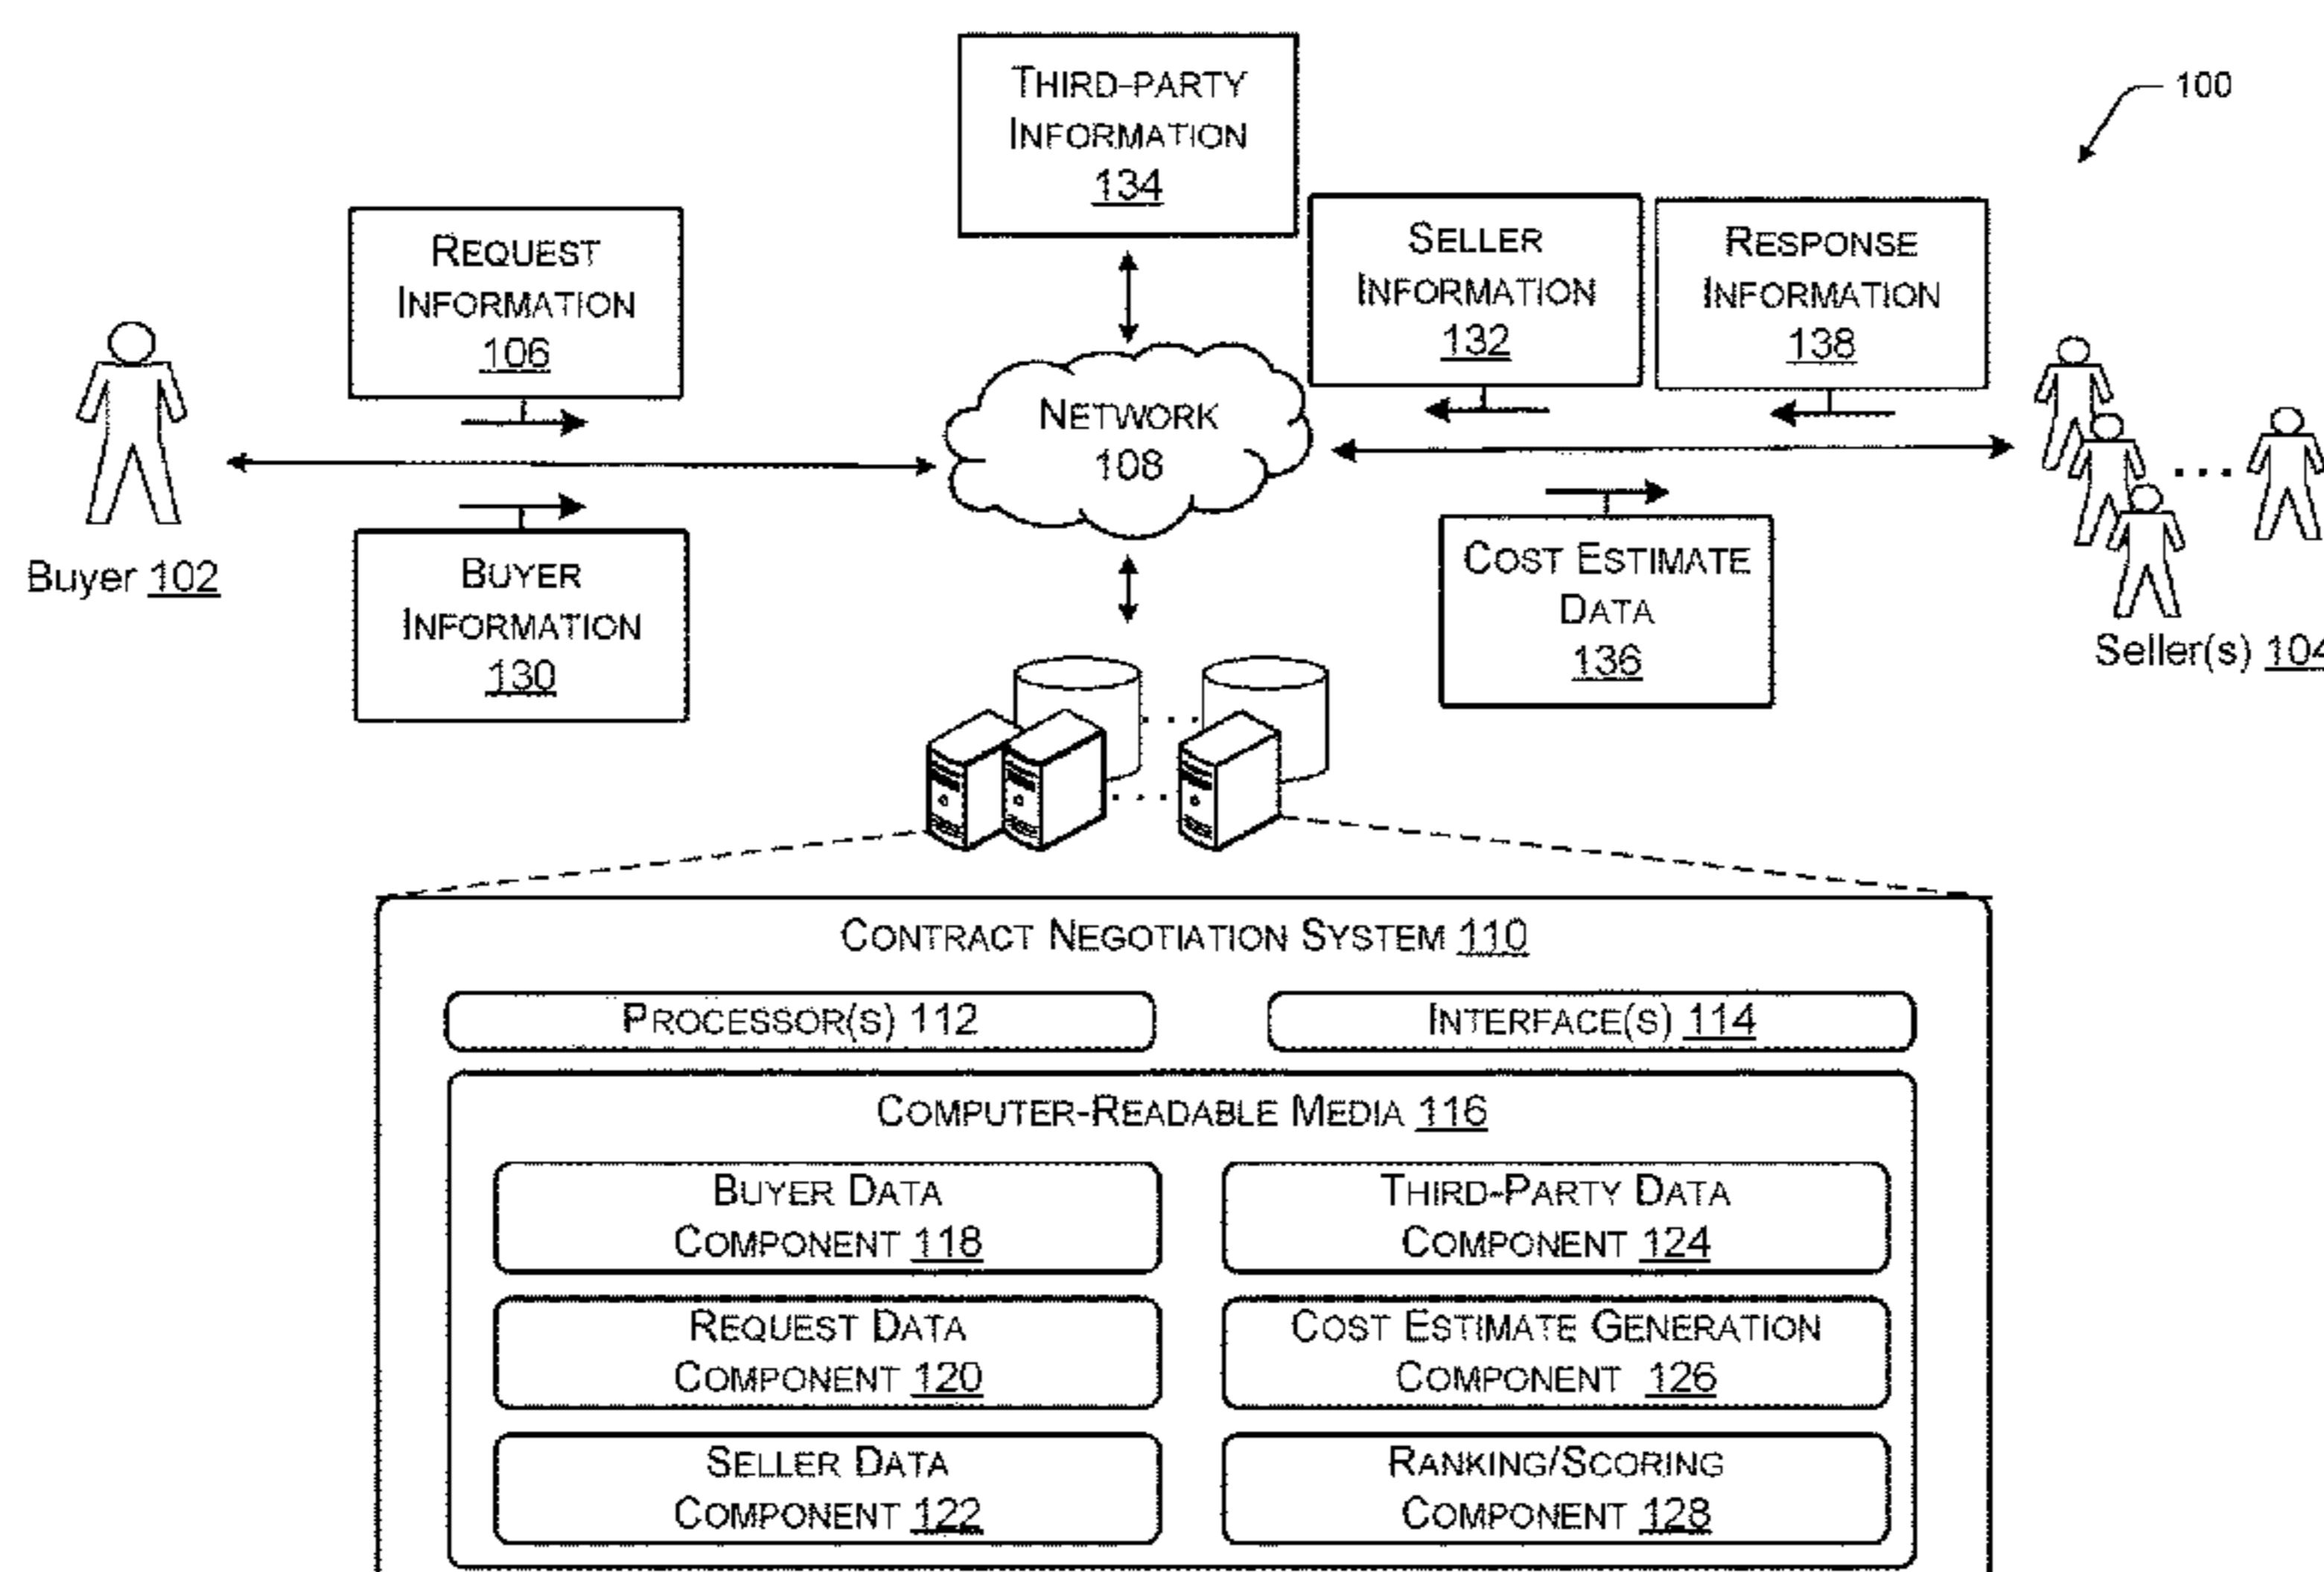 THIRD-PARTY
INFORMATION
134
100
REQUEST
INFORMATION
106
SELLER
INFORMATION
132
RESPONSE
INFORMATION
138
NETWORK
108
Buyer 102
BUYER
INFORMATION
130
COST ESTIMATE
DATA
136
Seller(s) 104
CONTRACT NEGOTIATION SYSTEM 110
PROCESSOR(S) 112
INTERFACE(S) 114
COMPUTER-READABLE MEDIA 116
BUYER DATA
COMPONENT 118
THIRD-PARTY DATA
COMPONENT 124
REQUEST DATA
COMPONENT 120
COST ESTIMATE GENERATION
COMPONENT 126
SELLER DATA
COMPONENT 122
RANKING/SCORING
COMPONENT 128